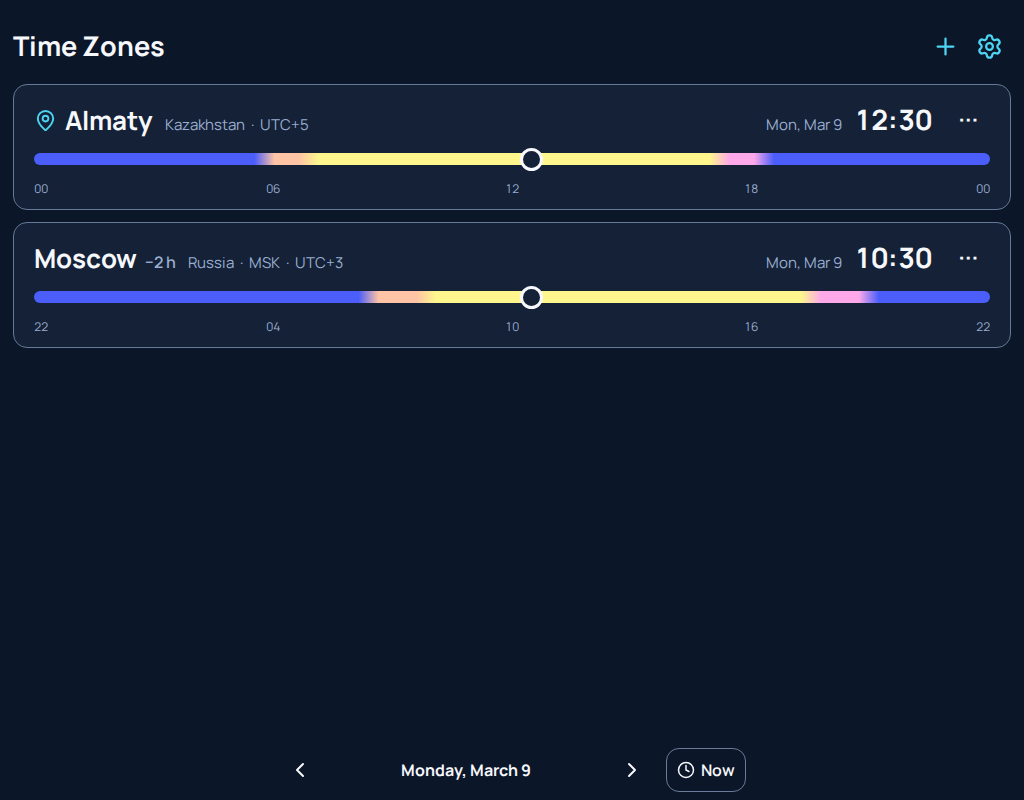 Time Zones
Almaty Kazakhstan · UTC+5 Mon, Mar 9 12:30 ···
00 06 12 18 00
Moscow −2 h Russia · MSK · UTC+3 Mon, Mar 9 10:30 ···
22 04 10 16 22
Monday, March 9 Now